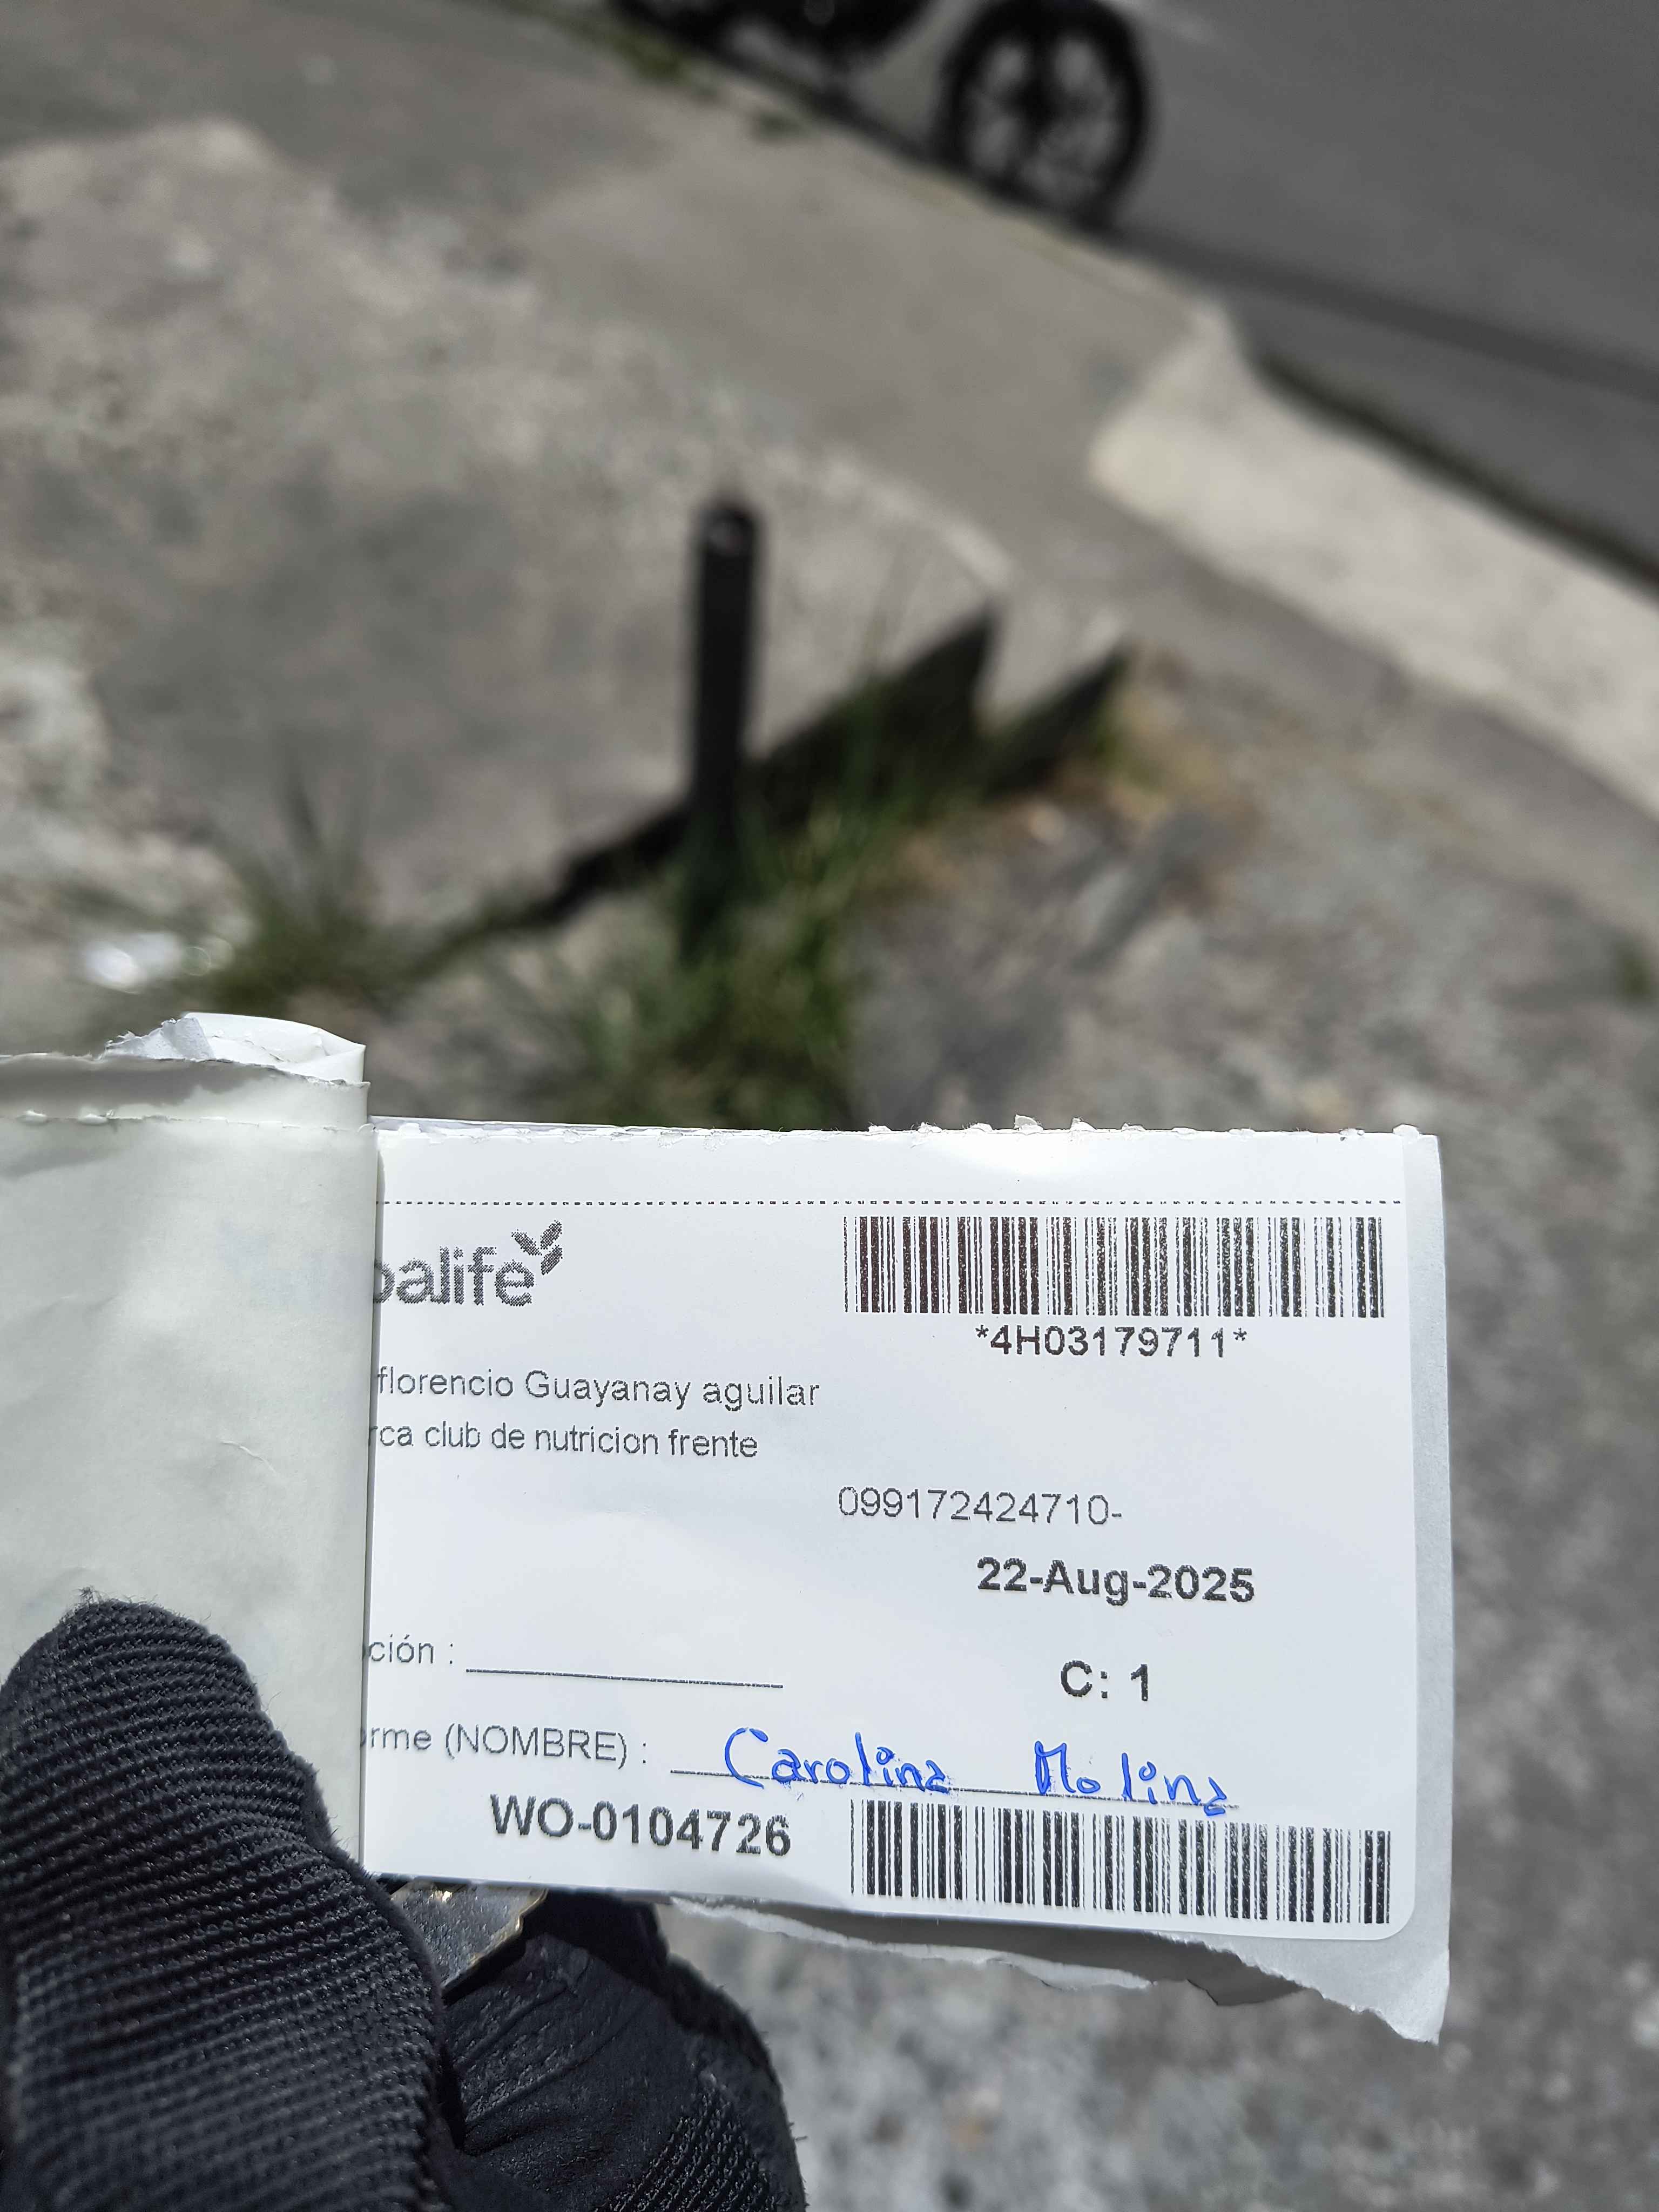 balife
*4H03179711*
florencio Guayanay aguilar
rca club de nutricion frente
099172424710-
22-Aug-2025
ción :
C: 1
rme (NOMBRE) : Carolina Molina
WO-0104726